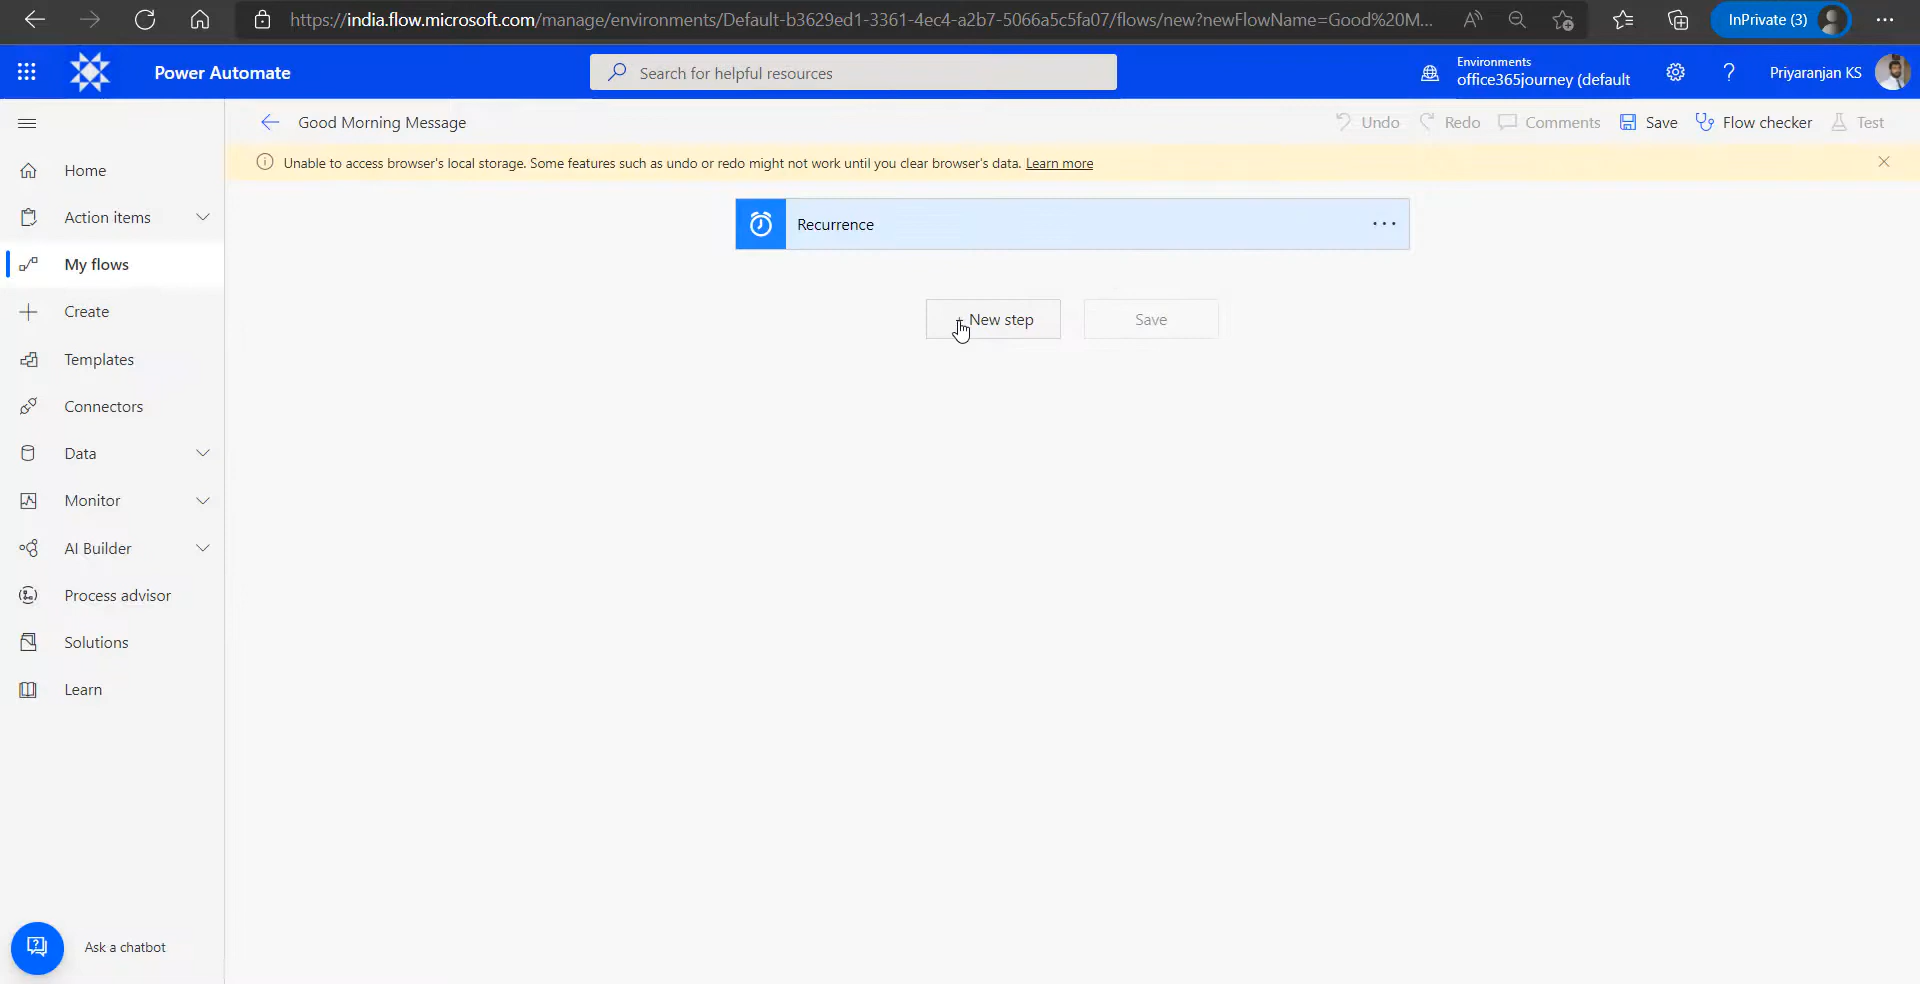 https://india.flow.microsoft.com/manage/environments/Default-b3629ed1-3361-4ec4-a2b7-5066a5c5fa07/flows/new?newFlowName=Good%20M...
InPrivate (3)
Power Automate
Search for helpful resources
Environments
office365journey (default
?
Priyaranjan KS
Good Morning Message
Undo
Redo
Comments
Save
Flow checker
Test
Unable to access browser's local storage. Some features such as undo or redo might not work until you clear browser's data. Learn more
Home
Action items
My flows
Create
Templates
Connectors
Data
Monitor
AI Builder
Process advisor
Solutions
Learn
Recurrence
+ New step
Save
Ask a chatbot